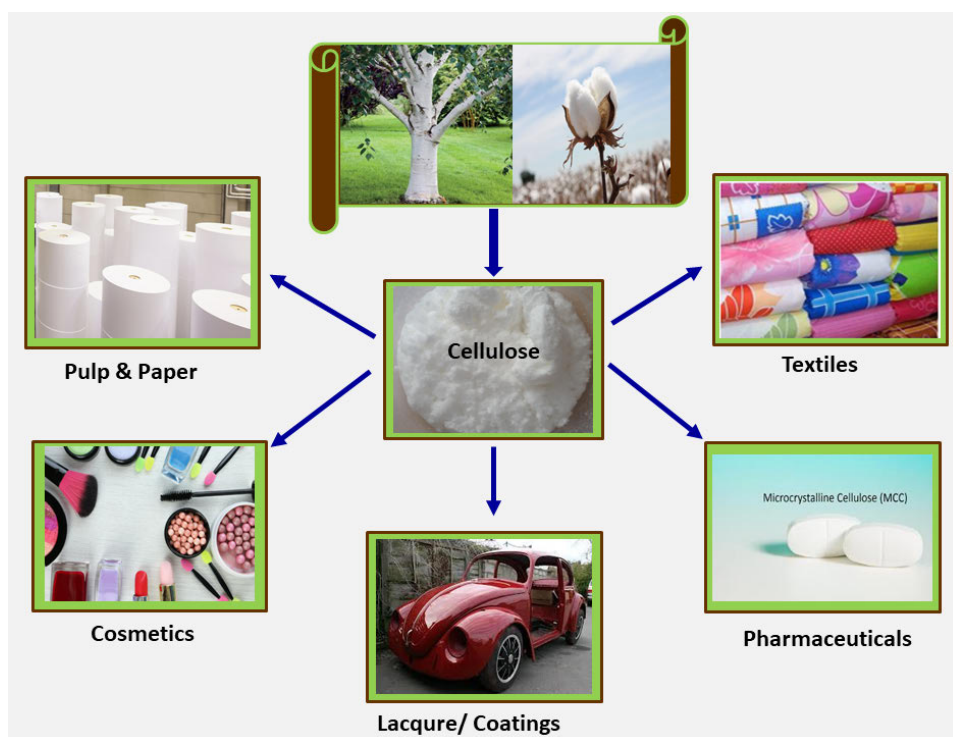 Cellulose
Pulp & Paper
Textiles
Microcrystalline Cellulose (MCC)
Cosmetics
Pharmaceuticals
Lacqure/ Coatings